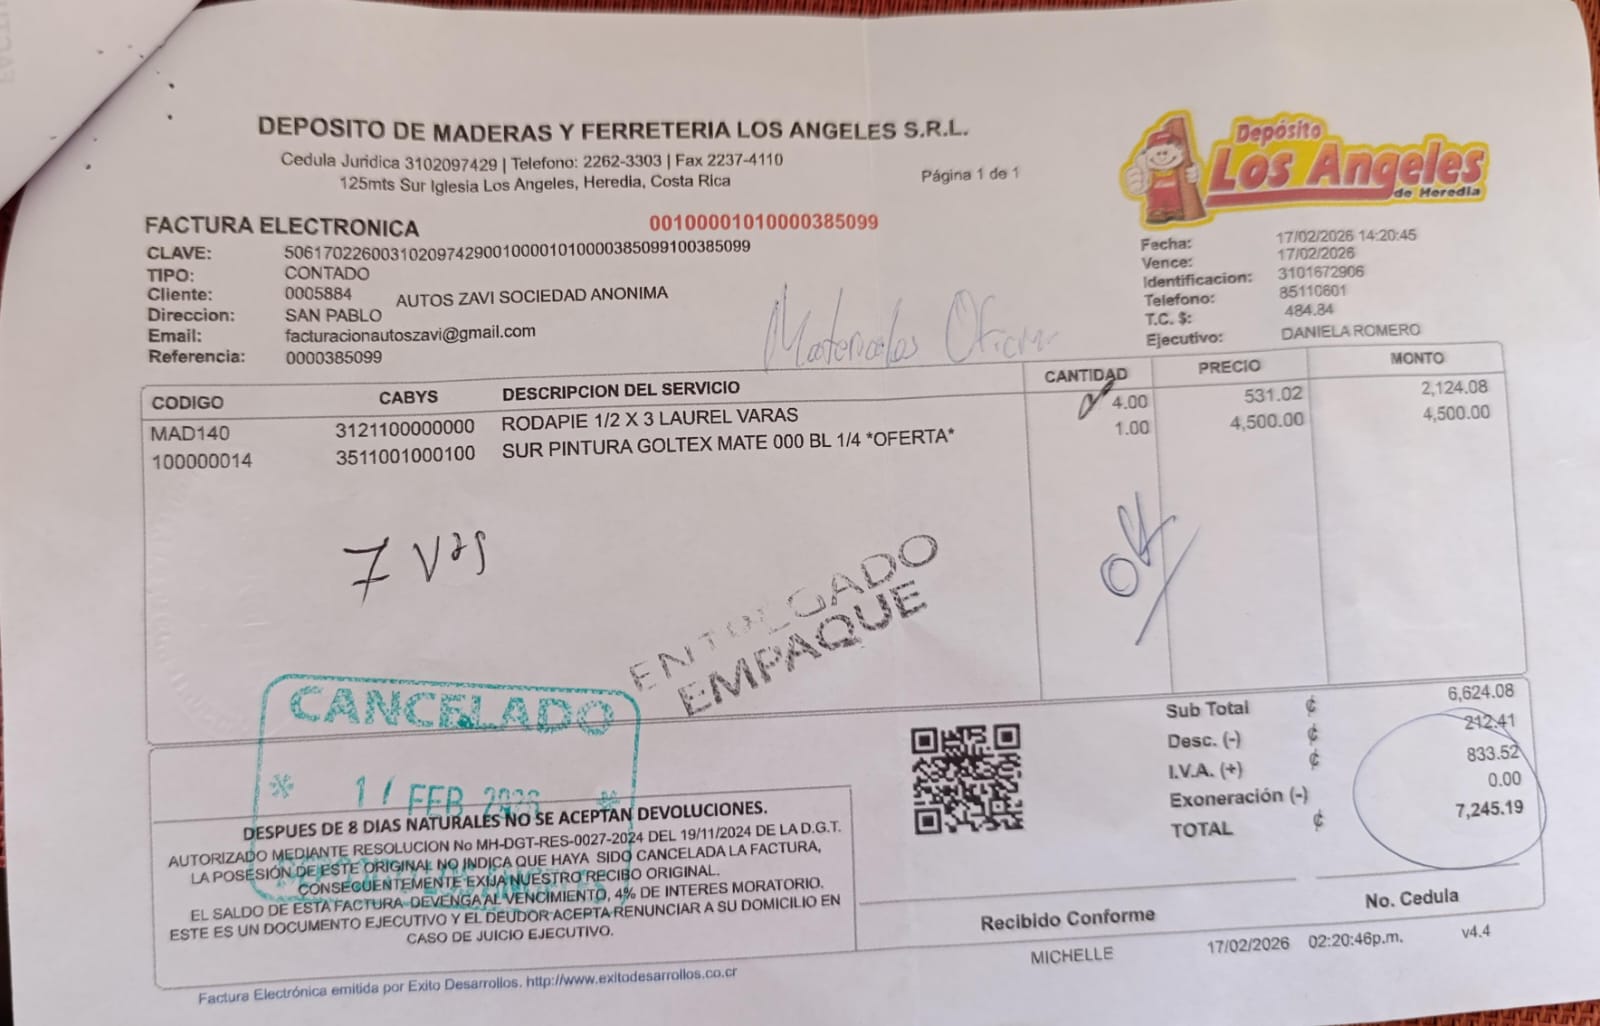 DEPOSITO DE MADERAS Y FERRETERIA LOS ANGELES S.R.L.
Cedula Juridica 3102097429 | Telefono: 2262-3303 | Fax 2237-4110
125mts Sur Iglesia Los Angeles, Heredia, Costa Rica
Página 1 de 1
Depósito
Los Angeles
de Heredia
FACTURA ELECTRONICA 00100001010000385099
CLAVE: 50617022600310209742900100001010000385099100385099
TIPO: CONTADO
Cliente: 0005884 AUTOS ZAVI SOCIEDAD ANONIMA
Direccion: SAN PABLO
Email: facturacionautoszavi@gmail.com
Referencia: 0000385099
Fecha: 17/02/2026 14:20:45
Vence: 17/02/2026
Identificacion: 3101672906
Telefono: 85110601
T.C. $: 484.84
Ejecutivo: DANIELA ROMERO
Materiales
CODIGO CABYS DESCRIPCION DEL SERVICIO CANTIDAD PRECIO MONTO
MAD140 3121100000000 RODAPIE 1/2 X 3 LAUREL VARAS 4.00 531.02 2,124.08
100000014 3511001000100 SUR PINTURA GOLTEX MATE 000 BL 1/4 *OFERTA* 1.00 4,500.00 4,500.00
7 Vrs
ENTREGADO
EMPAQUE
CANCELADO
FEB 2026
Sub Total ¢ 6,624.08
Desc. (-) ¢ 212.41
I.V.A. (+) ¢ 833.52
Exoneración (-) 0.00
TOTAL ¢ 7,245.19
DESPUES DE 8 DIAS NATURALES NO SE ACEPTAN DEVOLUCIONES.
AUTORIZADO MEDIANTE RESOLUCION No MH-DGT-RES-0027-2024 DEL 19/11/2024 DE LA D.G.T.
LA POSESIÓN DE ESTE ORIGINAL NO INDICA QUE HAYA SIDO CANCELADA LA FACTURA,
CONSECUENTEMENTE EXIJA NUESTRO RECIBO ORIGINAL.
EL SALDO DE ESTA FACTURA DEVENGA AL VENCIMIENTO, 4% DE INTERES MORATORIO.
ESTE ES UN DOCUMENTO EJECUTIVO Y EL DEUDOR ACEPTA RENUNCIAR A SU DOMICILIO EN
CASO DE JUICIO EJECUTIVO.
Recibido Conforme
No. Cedula
MICHELLE 17/02/2026 02:20:46p.m. v4.4
Factura Electrónica emitida por Exito Desarrollos. http://www.exitodesarrollos.co.cr